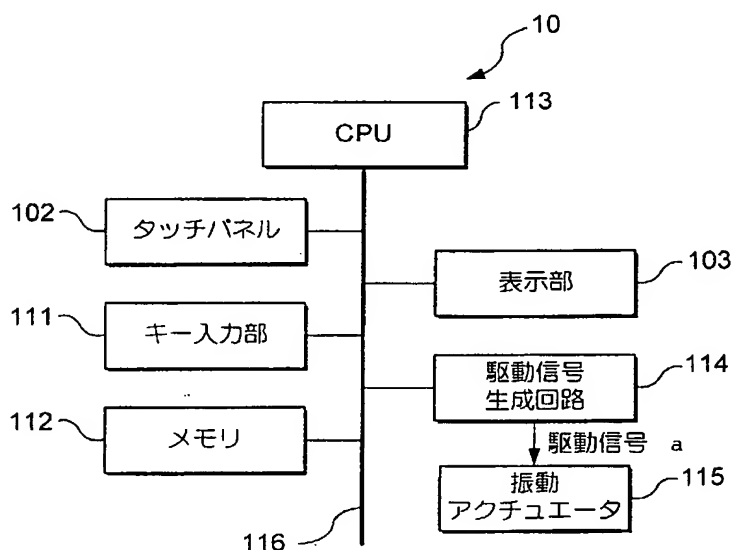 10
CPU
113
102
タッチパネル
表示部
103
111
キー入力部
駆動信号
生成回路
114
112
メモリ
駆動信号 a
振動
アクチュエータ
115
116